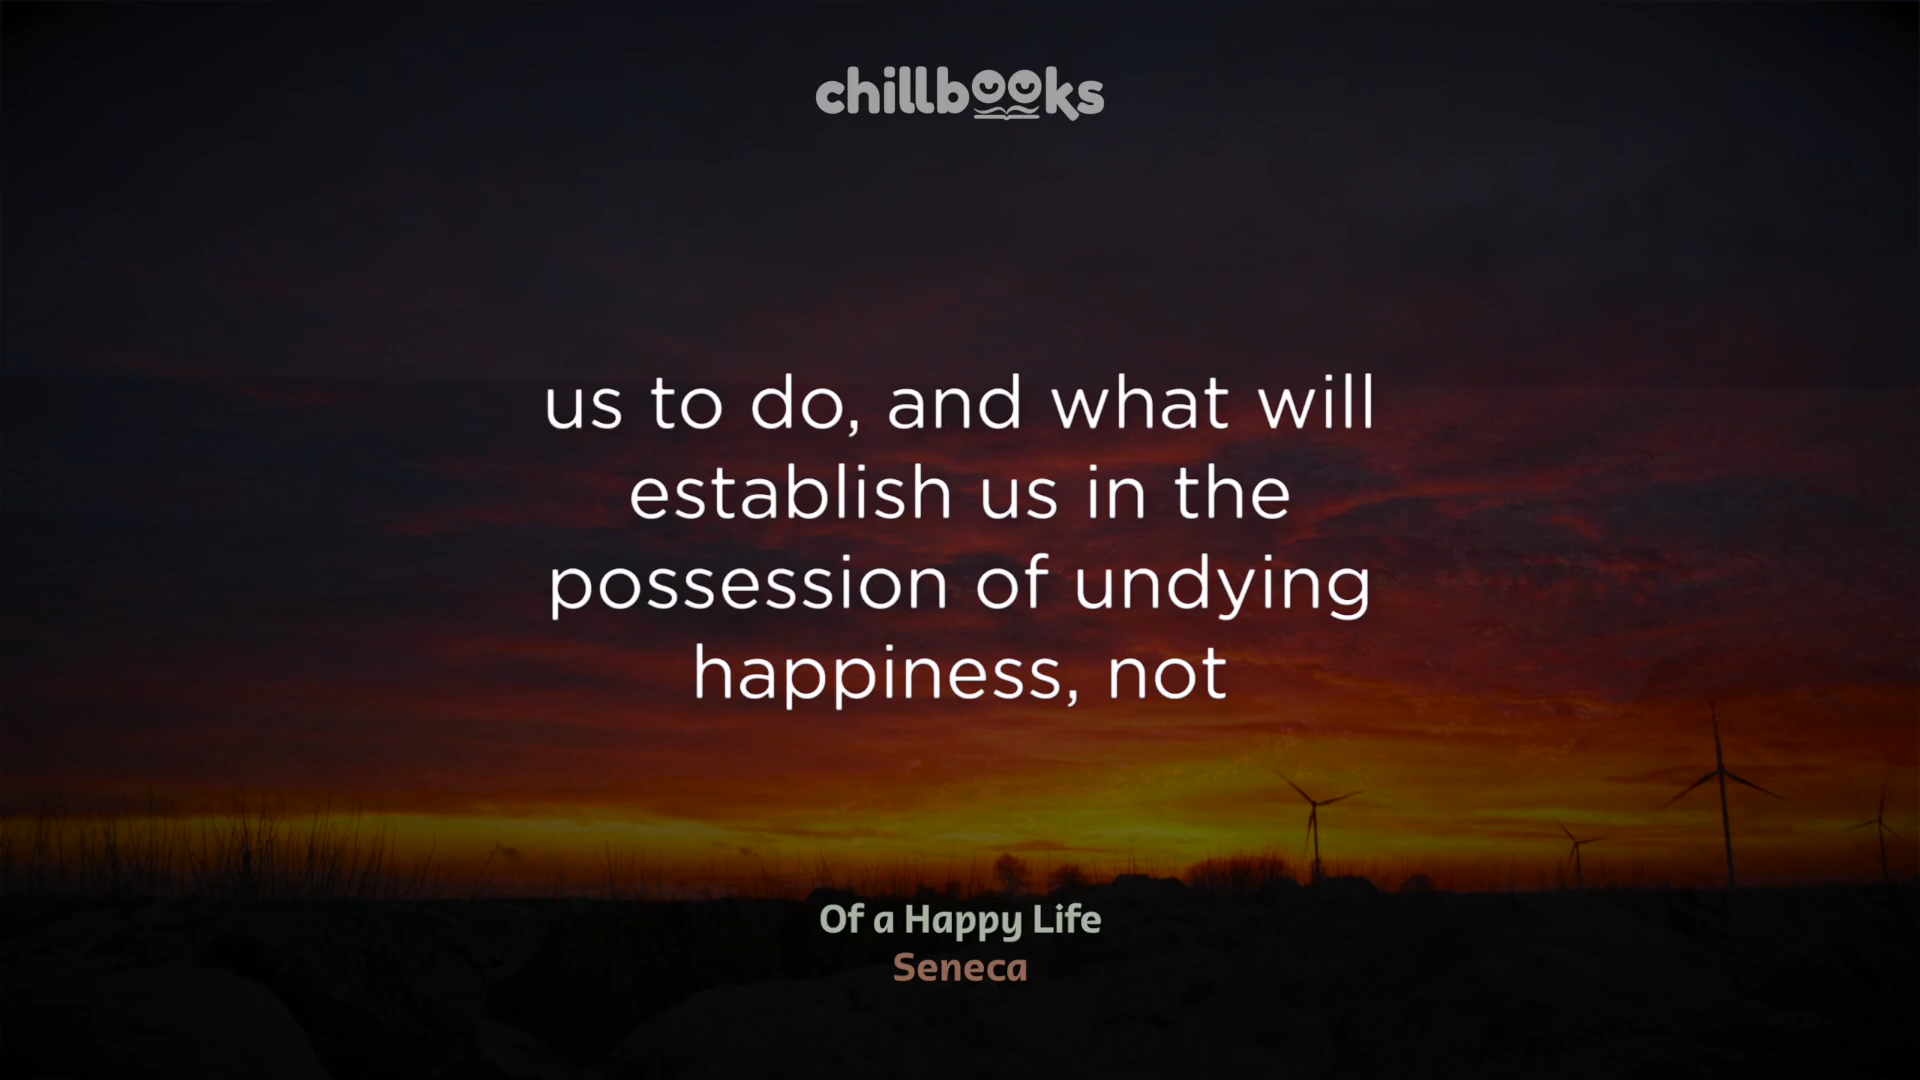 chillbooks
us to do, and what will
establish us in the
possession of undying
happiness, not
Of a Happy Life
Seneca